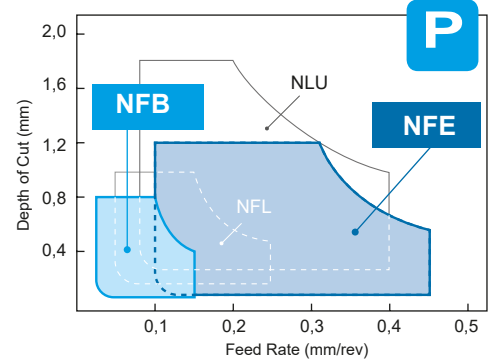 P
2,0
1,6
1,2
0,8
0,4
Depth of Cut (mm)
NLU
NFB
NFE
NFL
0,1
0,2
0,3
0,4
0,5
Feed Rate (mm/rev)